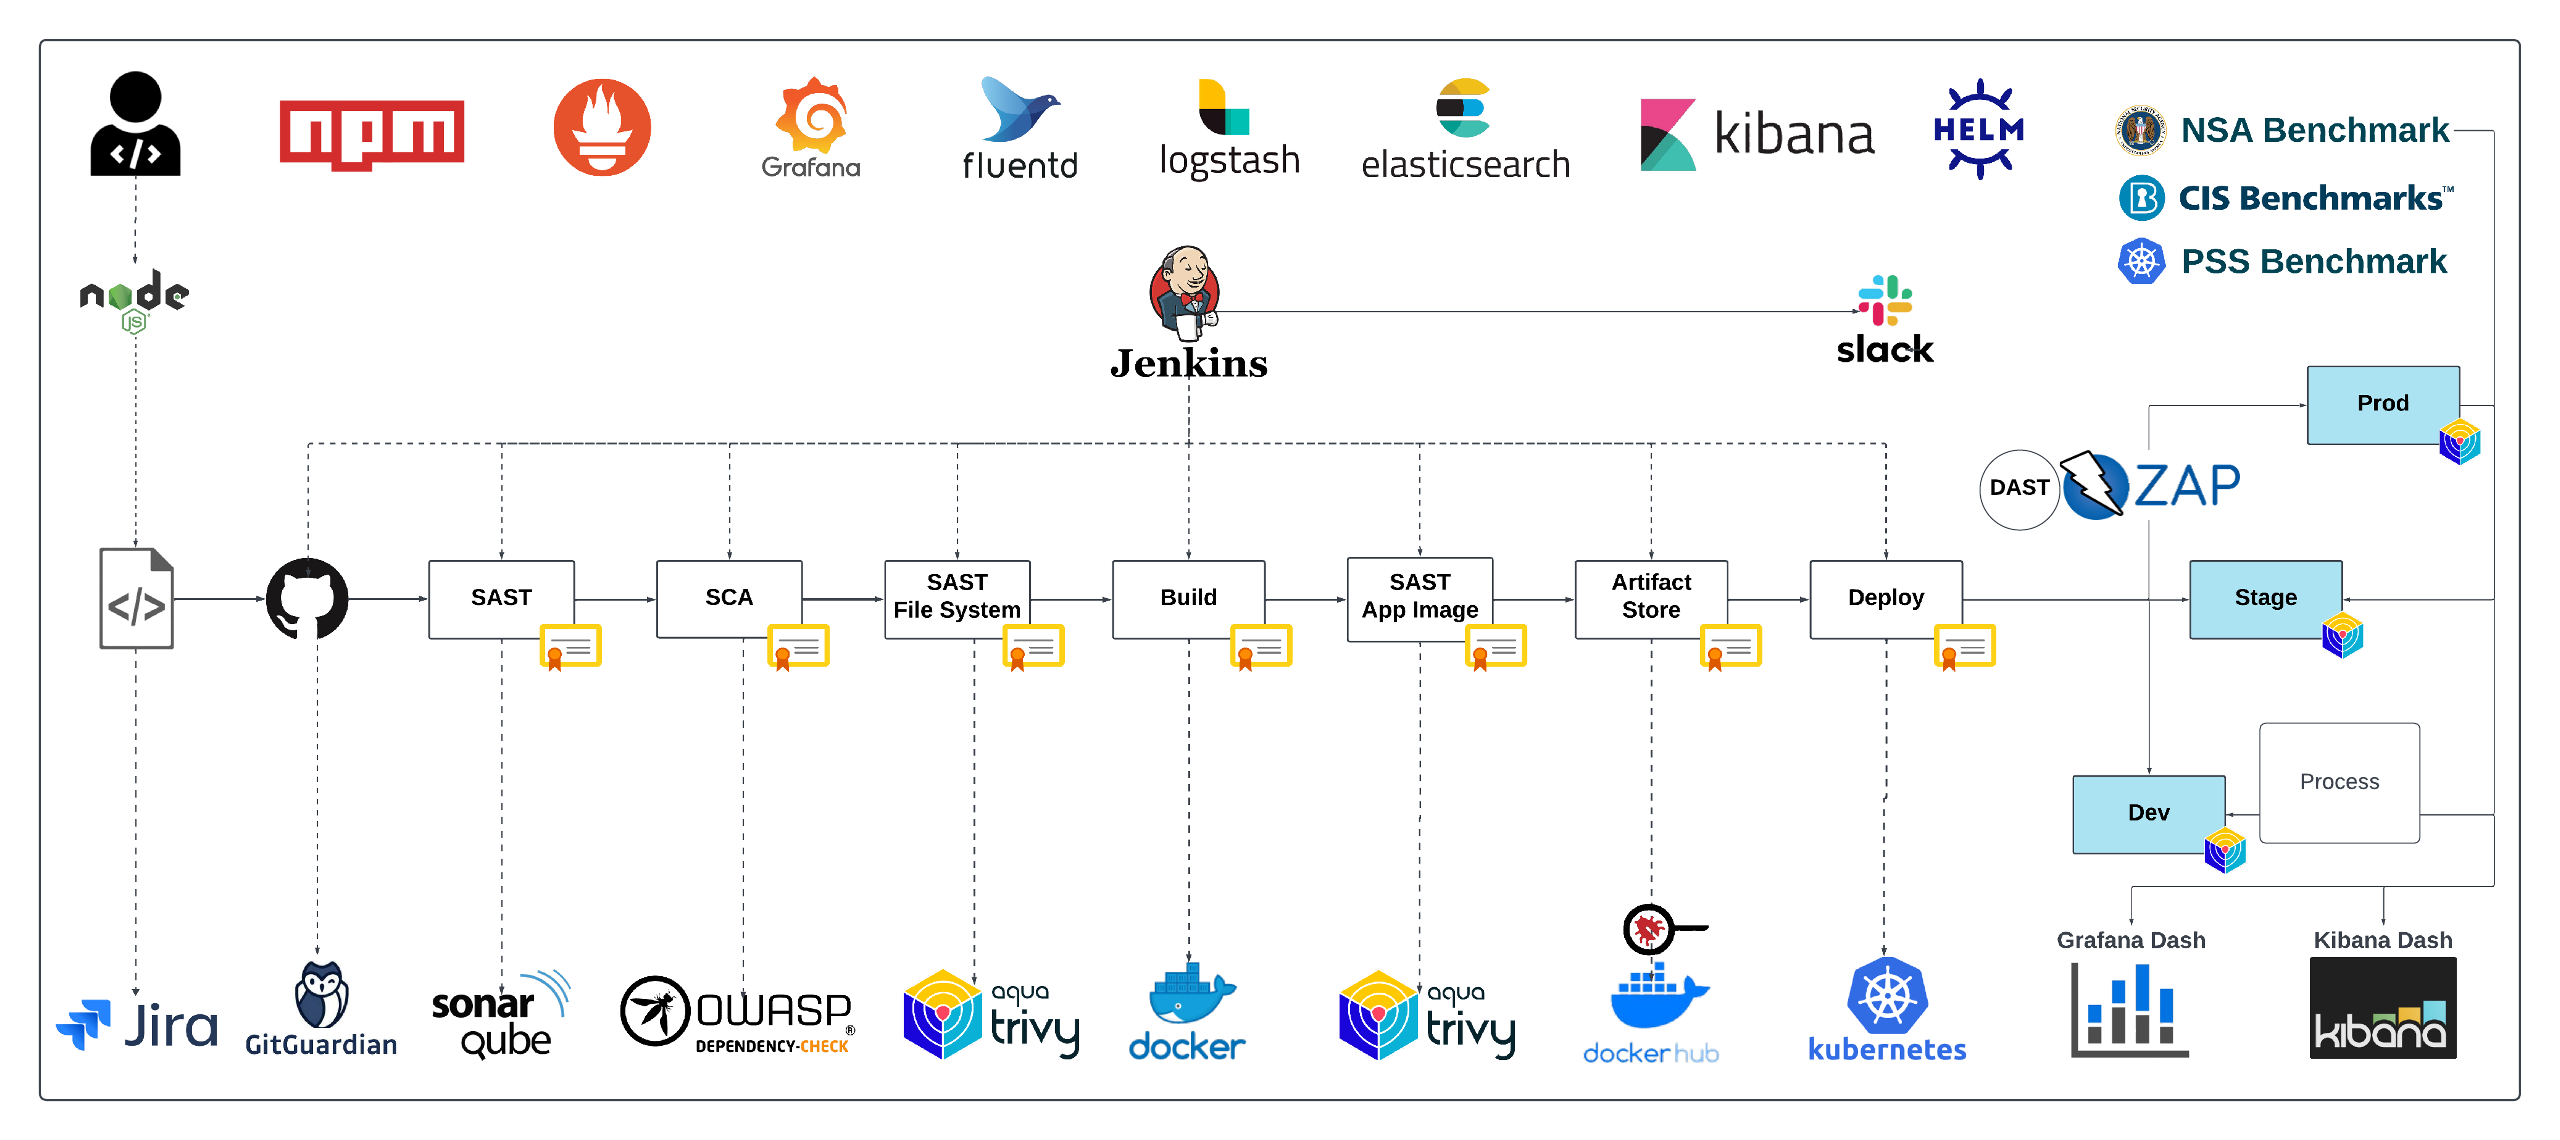 </>
npm
Grafana
fluentd
logstash
elasticsearch
kibana
HELM
NSA Benchmark
CIS Benchmarks™
PSS Benchmark
node
JS
Jenkins
slack
Prod
DAST
ZAP
</>
SAST
SCA
SAST
File System
Build
SAST
App Image
Artifact
Store
Deploy
Stage
Process
Dev
Grafana Dash
Kibana Dash
Jira
GitGuardian
sonar
qube
OWASP®
DEPENDENCY-CHECK
aqua
trivy
docker
aqua
trivy
docker hub
kubernetes
kibana